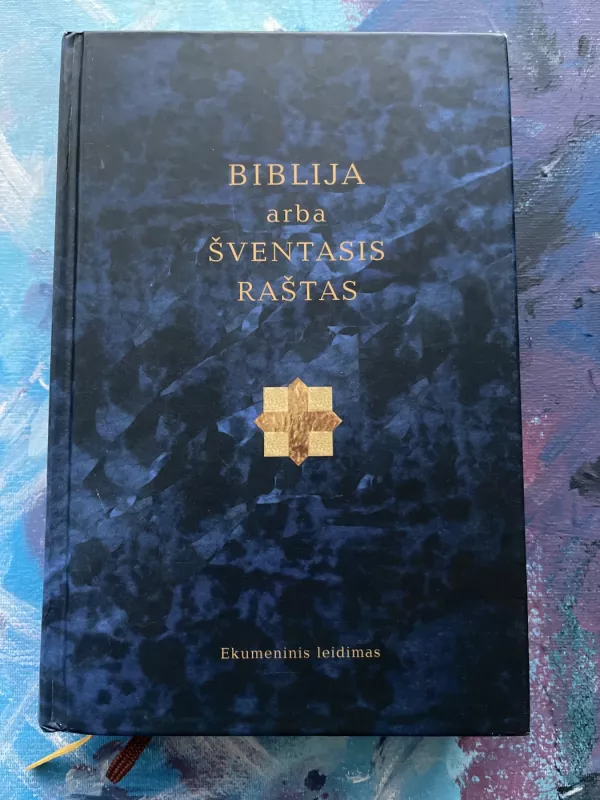 BIBLIJA
arba
ŠVENTASIS
RAŠTAS
Ekumeninis leidimas